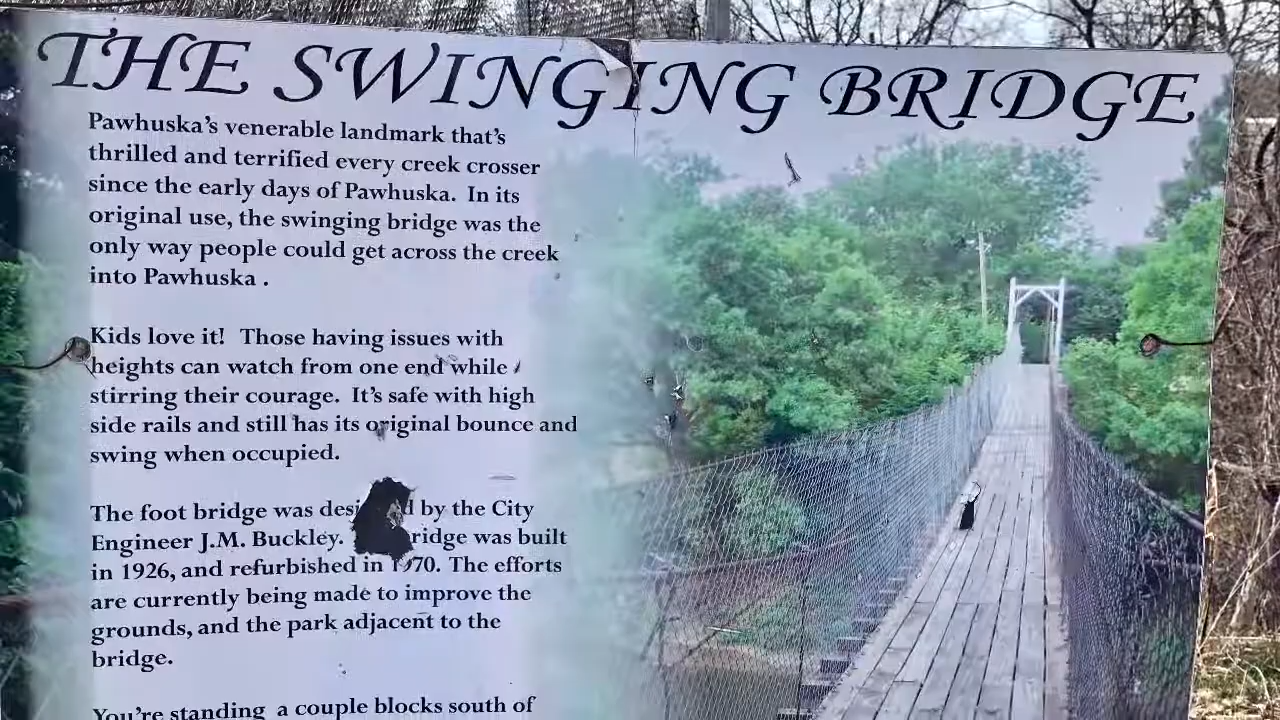 THE SWINGING BRIDGE
Pawhuska's venerable landmark that's
thrilled and terrified every creek crosser
since the early days of Pawhuska. In its
original use, the swinging bridge was the
only way people could get across the creek
into Pawhuska .
Kids love it! Those having issues with
heights can watch from one end while
stirring their courage. It's safe with high
side rails and still has its original bounce and
swing when occupied.
The foot bridge was by the City
Engineer J.M. Buckley. was built
in 1926, and refurbished in 1970. The efforts
are currently being made to improve the
grounds, and the park adjacent to the
bridge.
You're standing a couple blocks south of